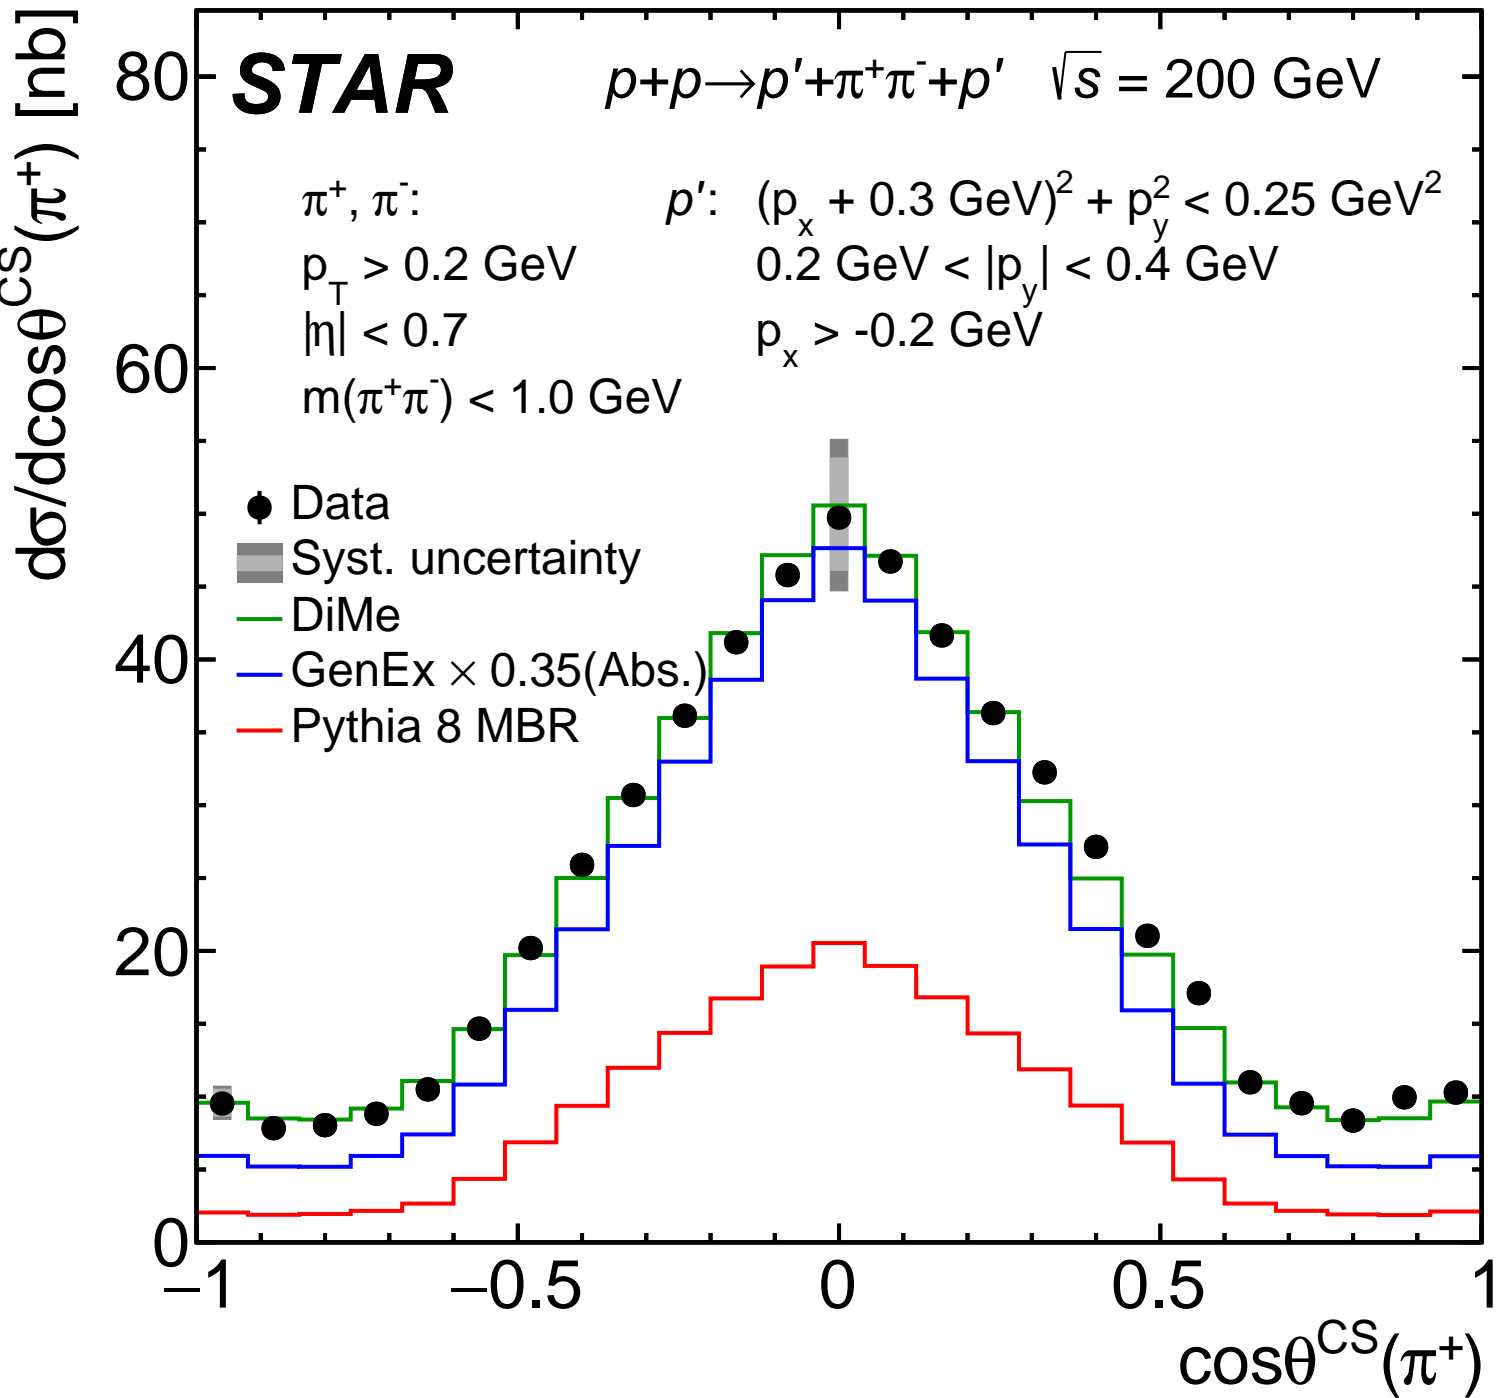 STAR p+p→p′+π⁺π⁻+p′ √s = 200 GeV
π⁺, π⁻: p′: (pₓ + 0.3 GeV)² + p_y² < 0.25 GeV²
p_T > 0.2 GeV 0.2 GeV < |p_y| < 0.4 GeV
|η| < 0.7 pₓ > -0.2 GeV
m(π⁺π⁻) < 1.0 GeV
Data
Syst. uncertainty
DiMe
GenEx × 0.35(Abs.)
Pythia 8 MBR
dσ/dcosθ^CS(π⁺) [nb]
80
60
40
20
0
−1 −0.5 0 0.5 1
cosθ^CS(π⁺)